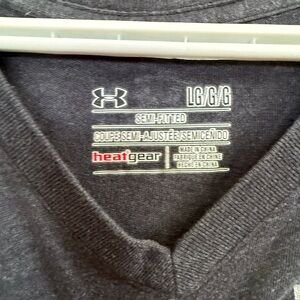 LG/G/G
SEMI-FITTED
COUPE SEMI-AJUSTÉE/SEMICEÑIDO
heatgear
MADE IN CHINA
FABRIQUÉ EN CHINE
HECHO EN CHINA